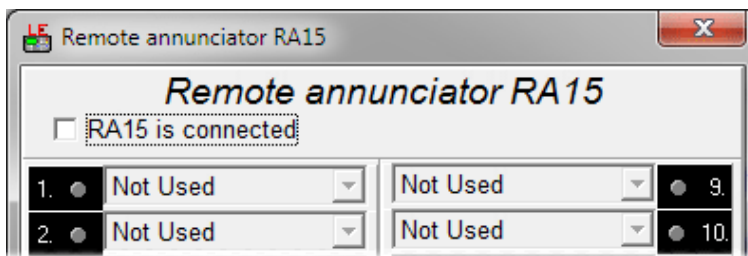 Remote annunciator RA15
Remote annunciator RA15
RA15 is connected
1. Not Used Not Used 9.
2. Not Used Not Used 10.